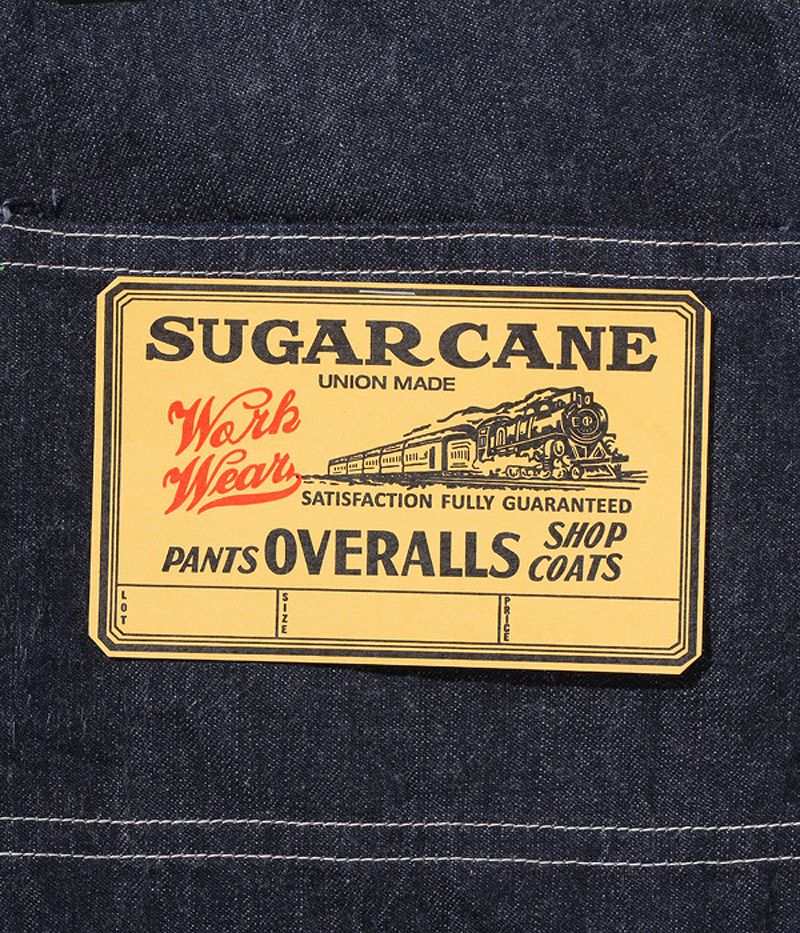 SUGAR CANE
UNION MADE
Work
Wear
SATISFACTION FULLY GUARANTEED
PANTS OVERALLS SHOP COATS
LOT
SIZE
PRICE